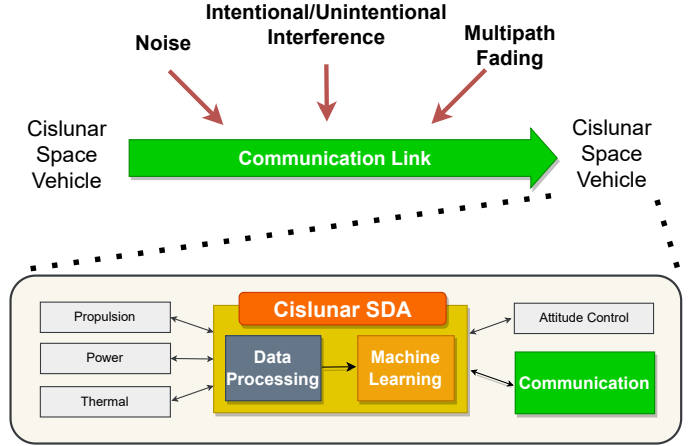 Intentional/Unintentional
Interference
Noise
Multipath
Fading
Cislunar
Space
Vehicle
Communication Link
Cislunar
Space
Vehicle
Cislunar SDA
Propulsion
Power
Thermal
Data
Processing
Machine
Learning
Attitude Control
Communication